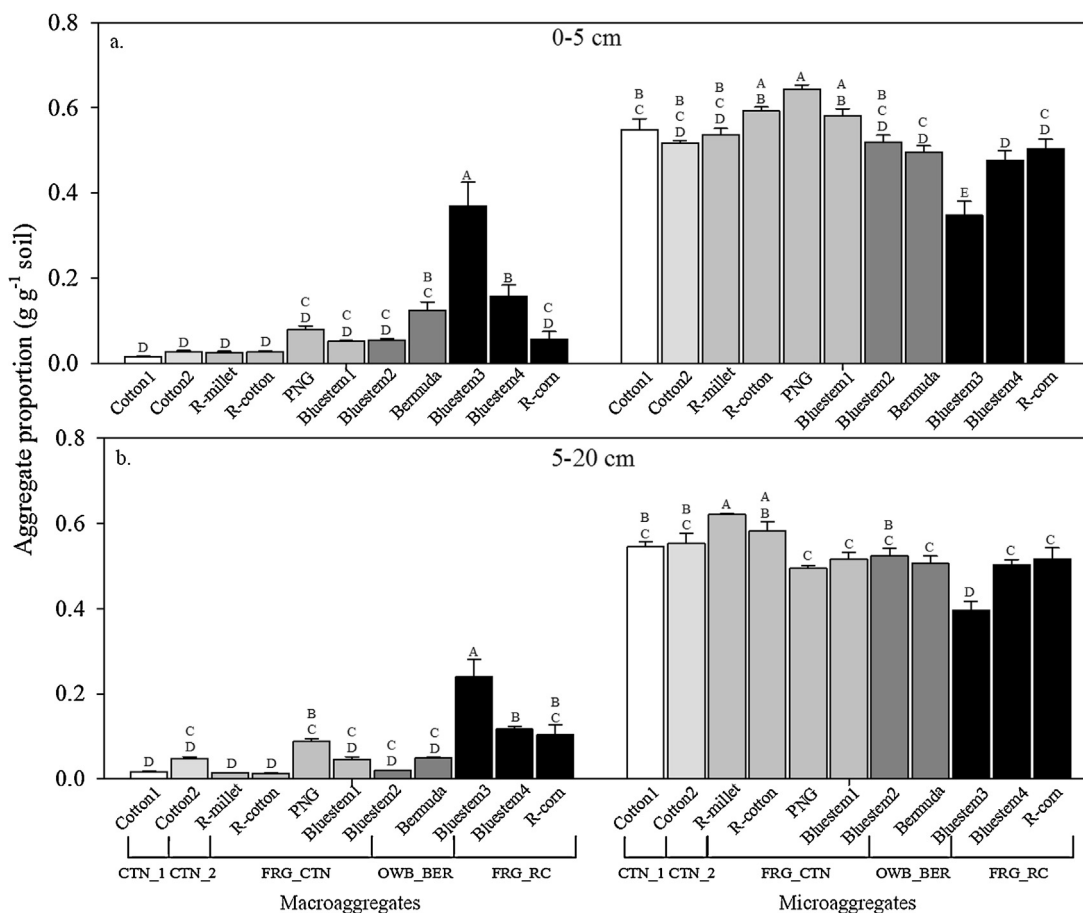 Aggregate proportion (g g⁻¹ soil)
a.
0-5 cm
0.8
0.6
0.4
0.2
0.0
D D D D C D C D C D B C A B C D
B C B C D B C D A B A A B B C D C D E D C D
Cotton1 Cotton2 R-millet R-cotton PNG Bluestem1 Bluestem2 Bermuda Bluestem3 Bluestem4 R-corn
Cotton1 Cotton2 R-millet R-cotton PNG Bluestem1 Bluestem2 Bermuda Bluestem3 Bluestem4 R-corn
b.
5-20 cm
0.8
0.6
0.4
0.2
0.0
D C D D D B C C D C D C D A B B C
B C B C A A B C C B C C D C C
Cotton1 Cotton2 R-millet R-cotton PNG Bluestem1 Bluestem2 Bermuda Bluestem3 Bluestem4 R-corn
Cotton1 Cotton2 R-millet R-cotton PNG Bluestem1 Bluestem2 Bermuda Bluestem3 Bluestem4 R-corn
CTN_1 CTN_2 FRG_CTN OWB_BER FRG_RC
CTN_1 CTN_2 FRG_CTN OWB_BER FRG_RC
Macroaggregates
Microaggregates